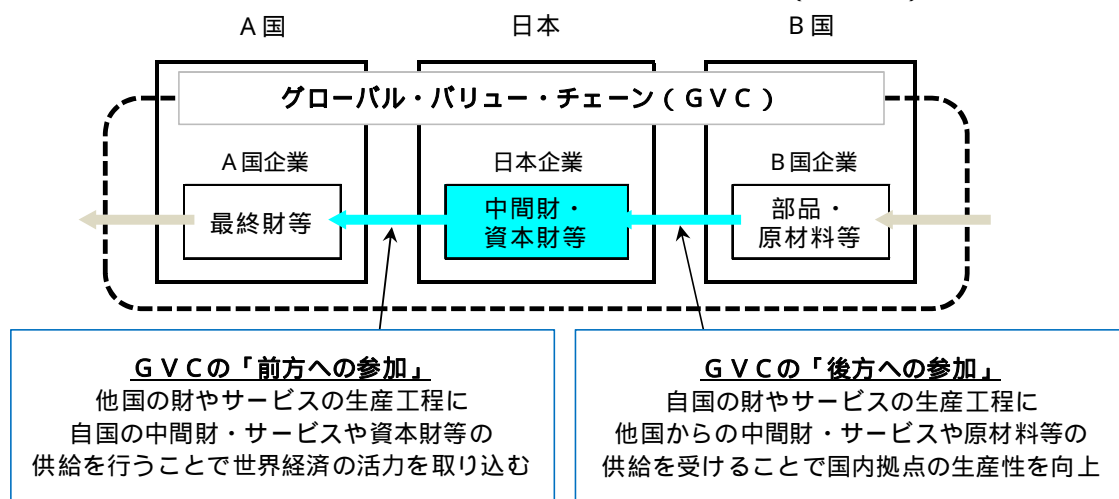 A国
日本
B国
グローバル・バリュー・チェーン(GVC)
A国企業
日本企業
B国企業
最終財等
中間財・
資本財等
部品・
原材料等
GVCの「前方への参加」
他国の財やサービスの生産工程に
自国の中間財・サービスや資本財等の
供給を行うことで世界経済の活力を取り込む
GVCの「後方への参加」
自国の財やサービスの生産工程に
他国からの中間財・サービスや原材料等の
供給を受けることで国内拠点の生産性を向上